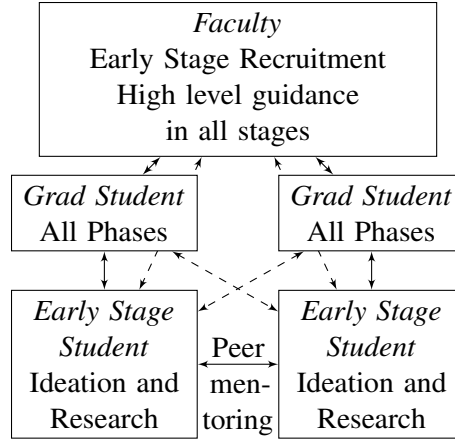 Faculty
Early Stage Recruitment
High level guidance
in all stages
Grad Student
All Phases
Grad Student
All Phases
Early Stage
Student
Ideation and
Research
Peer
men-
toring
Early Stage
Student
Ideation and
Research